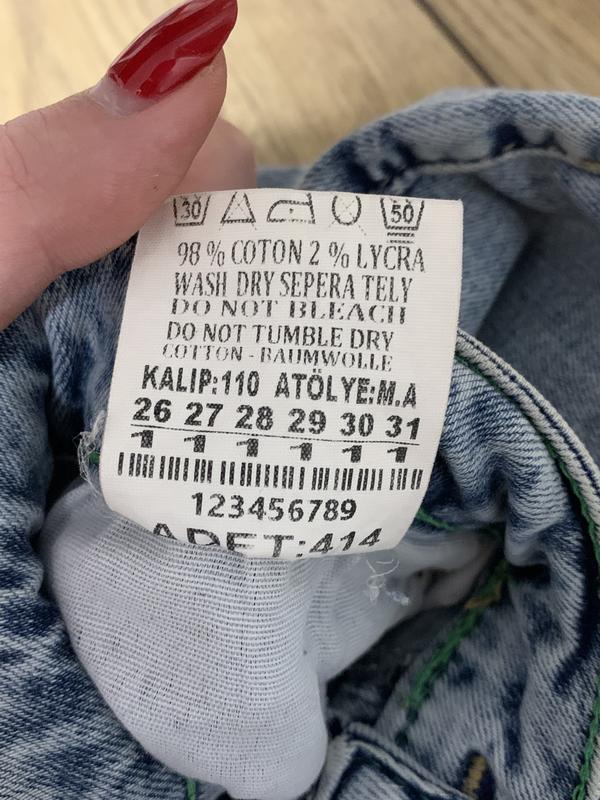 30 50
98 % COTON 2 % LYCRA
WASH DRY SEPERA TELY
DO NOT BLEACH
DO NOT TUMBLE DRY
COTTON - BAUMWOLLE
KALIP:110 ATÖLYE:M.A
26 27 28 29 30 31
1 1 1 1 1 1
123456789
ADET:414